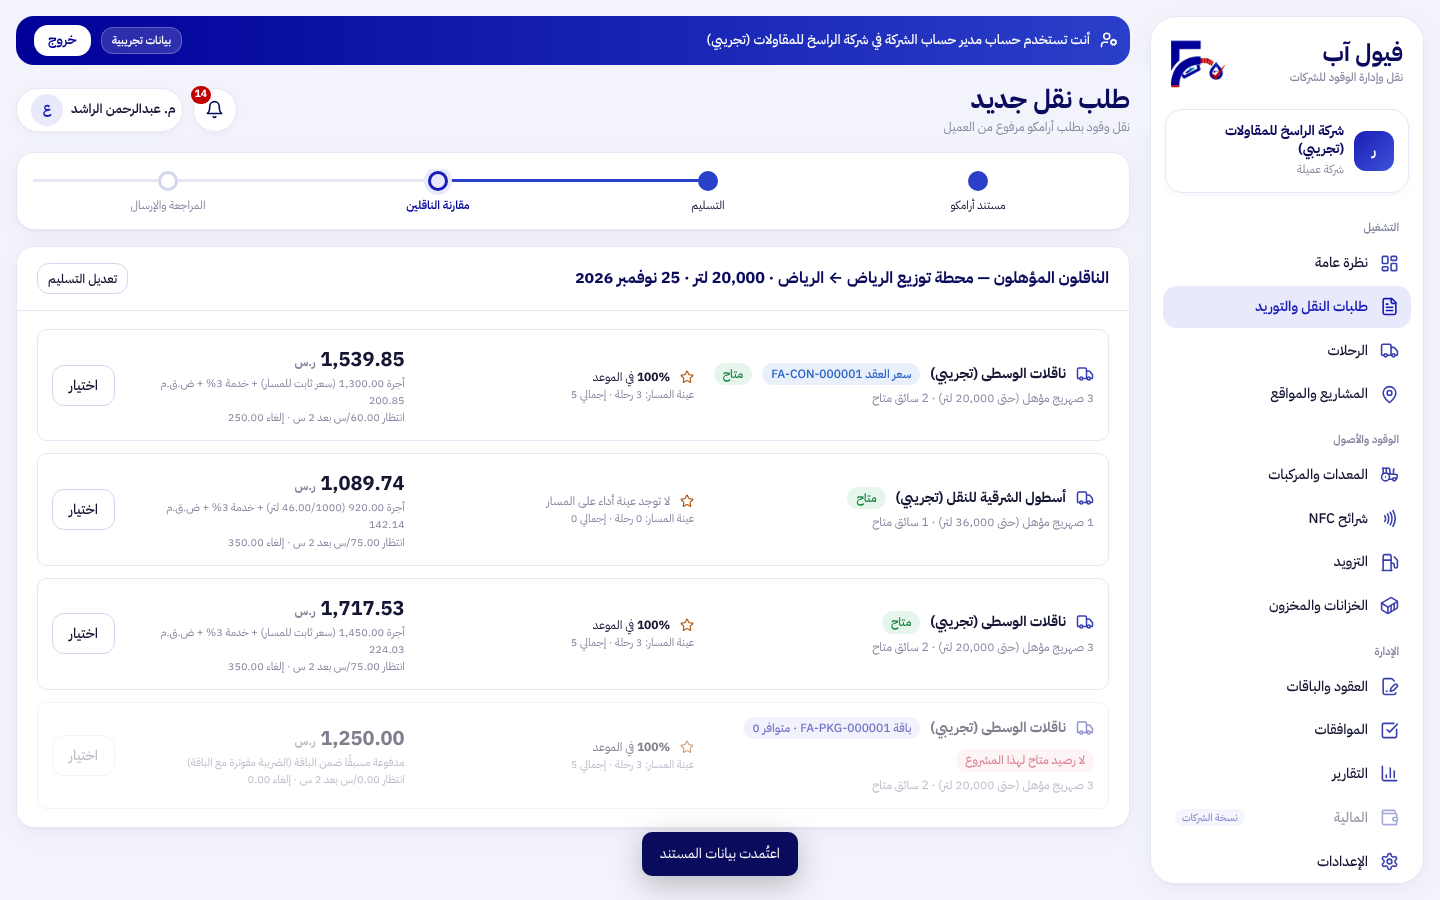 أنت تستخدم حساب مدير حساب الشركة في شركة الراسخ للمقاولات (تجريبي)
بيانات تجريبية
خروج
فيول آب
نقل وإدارة الوقود للشركات
ر
شركة الراسخ للمقاولات (تجريبي)
شركة عميلة
التشغيل
نظرة عامة
طلبات النقل والتوريد
الرحلات
المشاريع والمواقع
الوقود والأصول
المعدات والمركبات
شرائح NFC
التزويد
الخزانات والمخزون
الإدارة
العقود والباقات
الموافقات
التقارير
المالية
نسخة الشركات
الإعدادات
طلب نقل جديد
نقل وقود بطلب أرامكو مرفوع من العميل
14
م. عبدالرحمن الراشد
ع
مستند أرامكو
التسليم
مقارنة الناقلين
المراجعة والإرسال
الناقلون المؤهلون — محطة توزيع الرياض ← الرياض · 20,000 لتر · 25 نوفمبر 2026
تعديل التسليم
ناقلات الوسطى (تجريبي)
سعر العقد FA-CON-000001
متاح
3 صهريج مؤهل (حتى 20,000 لتر) · 2 سائق متاح
100% في الموعد
عينة المسار: 3 رحلة · إجمالي 5
1,539.85 ر.س
أجرة 1,300.00 (سعر ثابت للمسار) + خدمة 3% + ض.ق.م
200.85
انتظار 60.00/س بعد 2 س · إلغاء 250.00
اختيار
أسطول الشرقية للنقل (تجريبي)
متاح
1 صهريج مؤهل (حتى 36,000 لتر) · 1 سائق متاح
لا توجد عينة أداء على المسار
عينة المسار: 0 رحلة · إجمالي 0
1,089.74 ر.س
أجرة 920.00 (46.00/1000 لتر) + خدمة 3% + ض.ق.م
142.14
انتظار 75.00/س بعد 2 س · إلغاء 350.00
اختيار
ناقلات الوسطى (تجريبي)
متاح
3 صهريج مؤهل (حتى 20,000 لتر) · 2 سائق متاح
100% في الموعد
عينة المسار: 3 رحلة · إجمالي 5
1,717.53 ر.س
أجرة 1,450.00 (سعر ثابت للمسار) + خدمة 3% + ض.ق.م
224.03
انتظار 75.00/س بعد 2 س · إلغاء 350.00
اختيار
ناقلات الوسطى (تجريبي)
باقة FA-PKG-000001 · متوافر 0
لا رصيد متاح لهذا المشروع
3 صهريج مؤهل (حتى 20,000 لتر) · 2 سائق متاح
100% في الموعد
عينة المسار: 3 رحلة · إجمالي 5
1,250.00 ر.س
مدفوعة مسبقًا ضمن الباقة (الضريبة مفوترة مع الباقة)
انتظار 0.00/س بعد 2 س · إلغاء 0.00
اختيار
اعتُمدت بيانات المستند